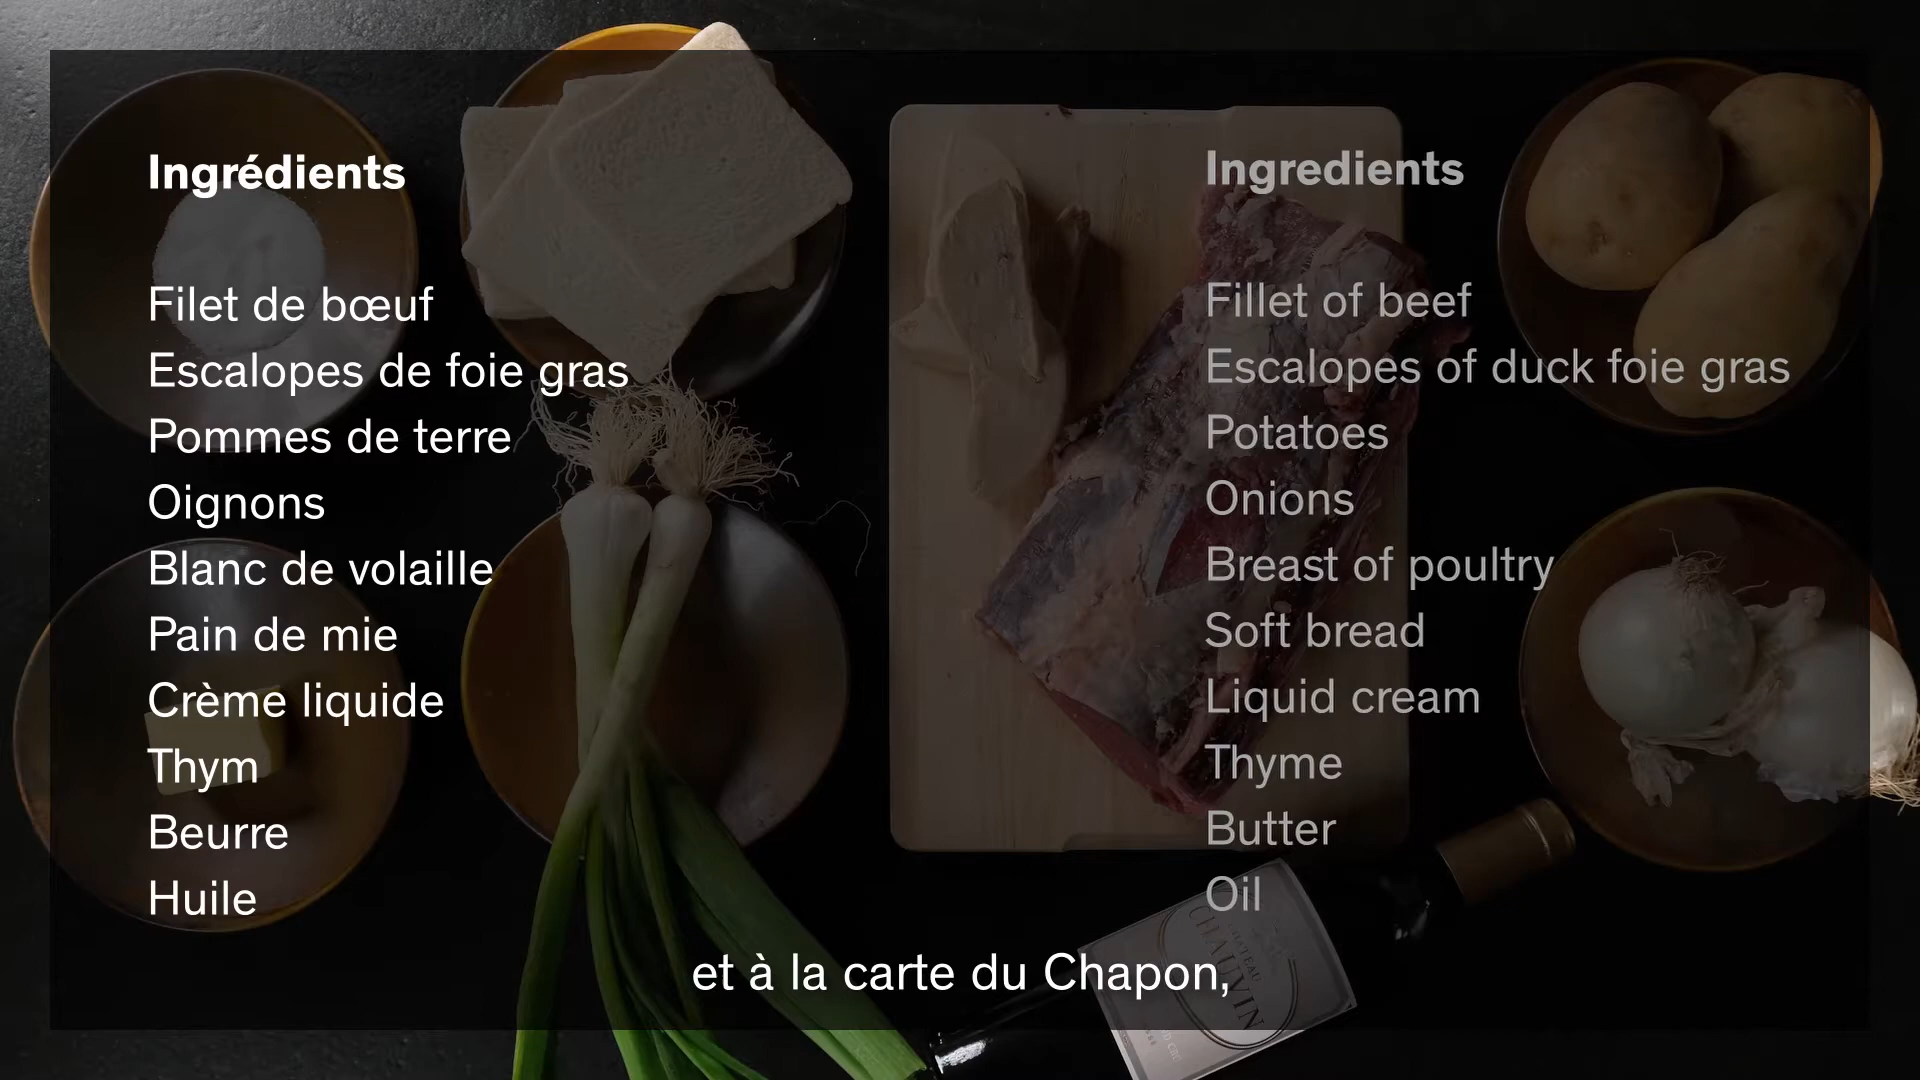 Ingrédients
Filet de bœuf
Escalopes de foie gras
Pommes de terre
Oignons
Blanc de volaille
Pain de mie
Crème liquide
Thym
Beurre
Huile
Ingredients
Fillet of beef
Escalopes of duck foie gras
Potatoes
Onions
Breast of poultry
Soft bread
Liquid cream
Thyme
Butter
Oil
CHATEAU
CHAUVIN
et à la carte du Chapon,